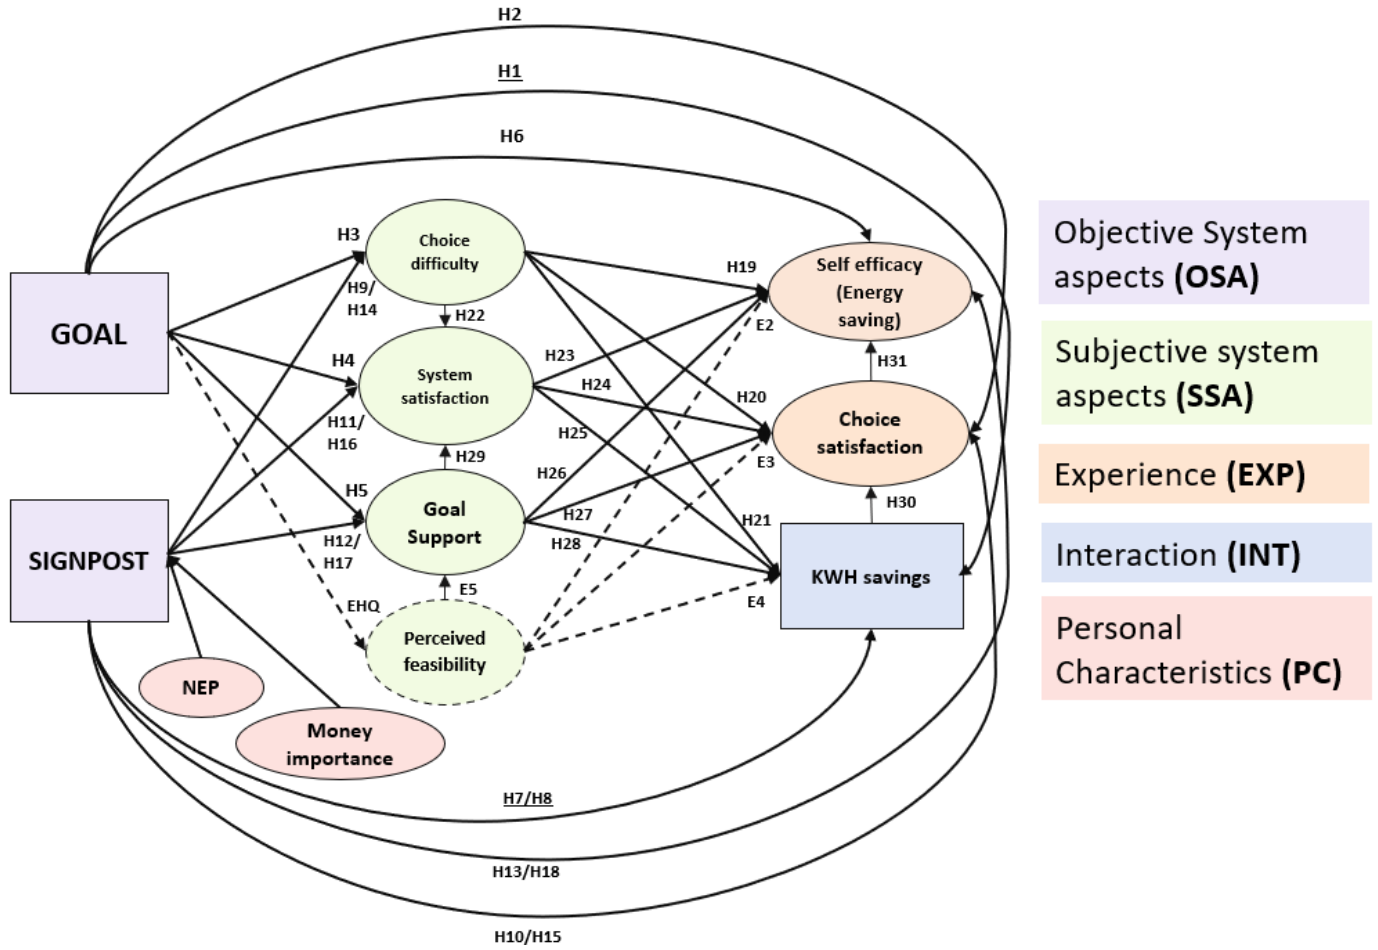 H2
H1
H6
GOAL
SIGNPOST
H3
H9/
H14
H4
H11/
H16
H5
H12/
H17
EHQ
Choice
difficulty
H22
System
satisfaction
H29
Goal
Support
E5
Perceived
feasibility
NEP
Money
importance
H19
E2
H23
H24
H20
H25
E3
H26
H27
H21
H28
E4
Self efficacy
(Energy
saving)
H31
Choice
satisfaction
H30
KWH savings
H7/H8
H13/H18
H10/H15
Objective System
aspects (OSA)
Subjective system
aspects (SSA)
Experience (EXP)
Interaction (INT)
Personal
Characteristics (PC)